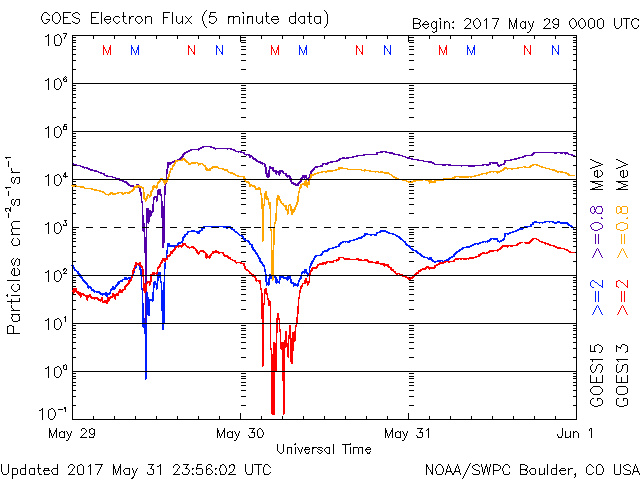 GOES Electron Flux (5 minute data)
Begin: 2017 May 29 0000 UTC
10⁷
M M N N M M N N M M N N
10⁶
10⁵
10⁴
10³
10²
10¹
10⁰
10⁻¹
Particles cm⁻²s⁻¹sr⁻¹
May 29 May 30 May 31 Jun 1
Universal Time
GOES15 >=2 >=0.8 MeV
GOES13 >=2 >=0.8 MeV
Updated 2017 May 31 23:56:02 UTC
NOAA/SWPC Boulder, CO USA